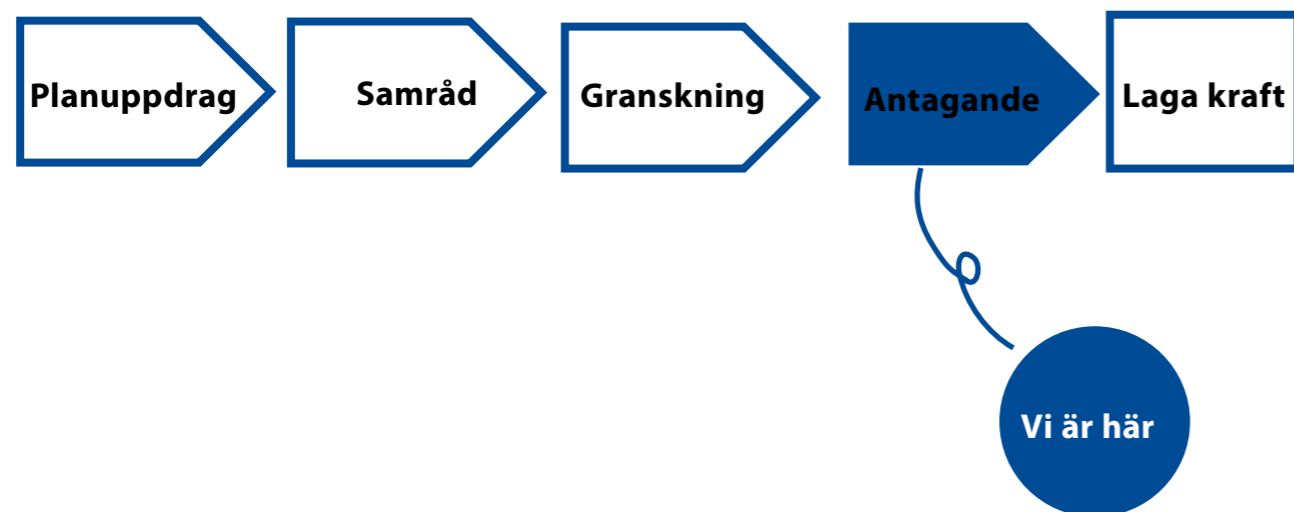 Planuppdrag
Samråd
Granskning
Antagande
Laga kraft
Vi är här